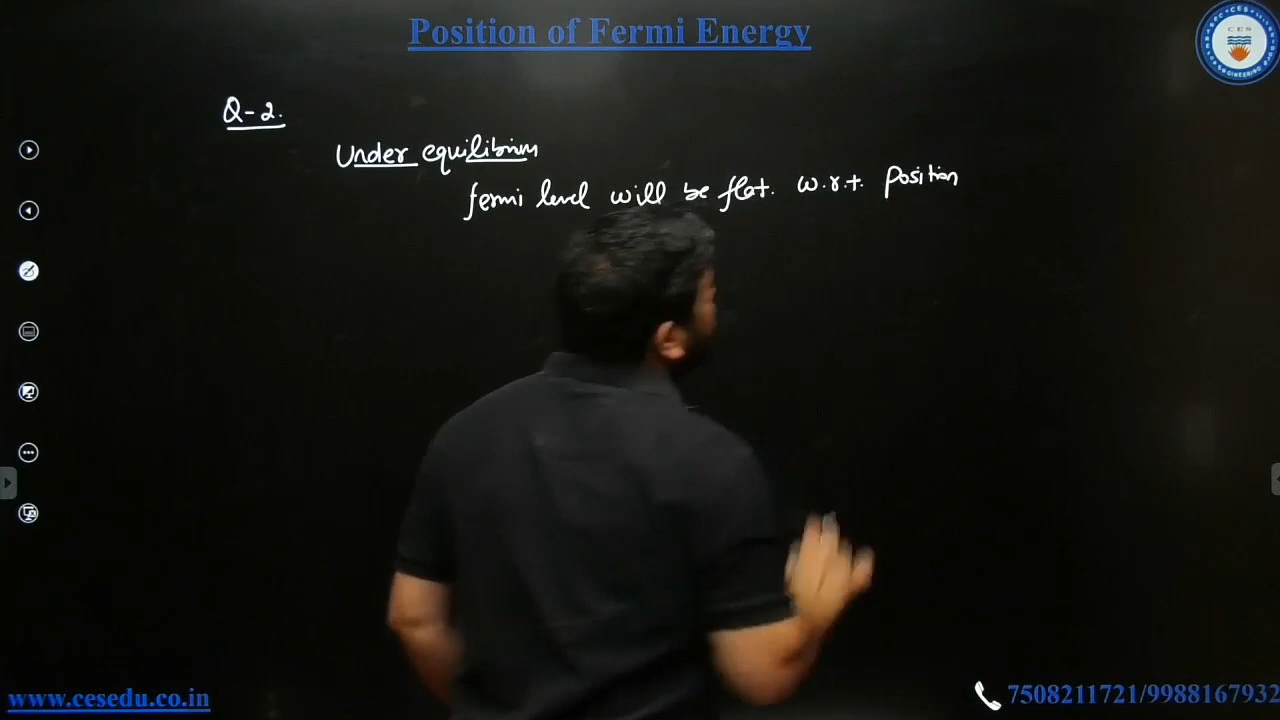 Position of Fermi Energy
CES
Q-2.
Under equilibrium
fermi level will be flat. w.r.t. position
www.cesedu.co.in
7508211721/9988167932